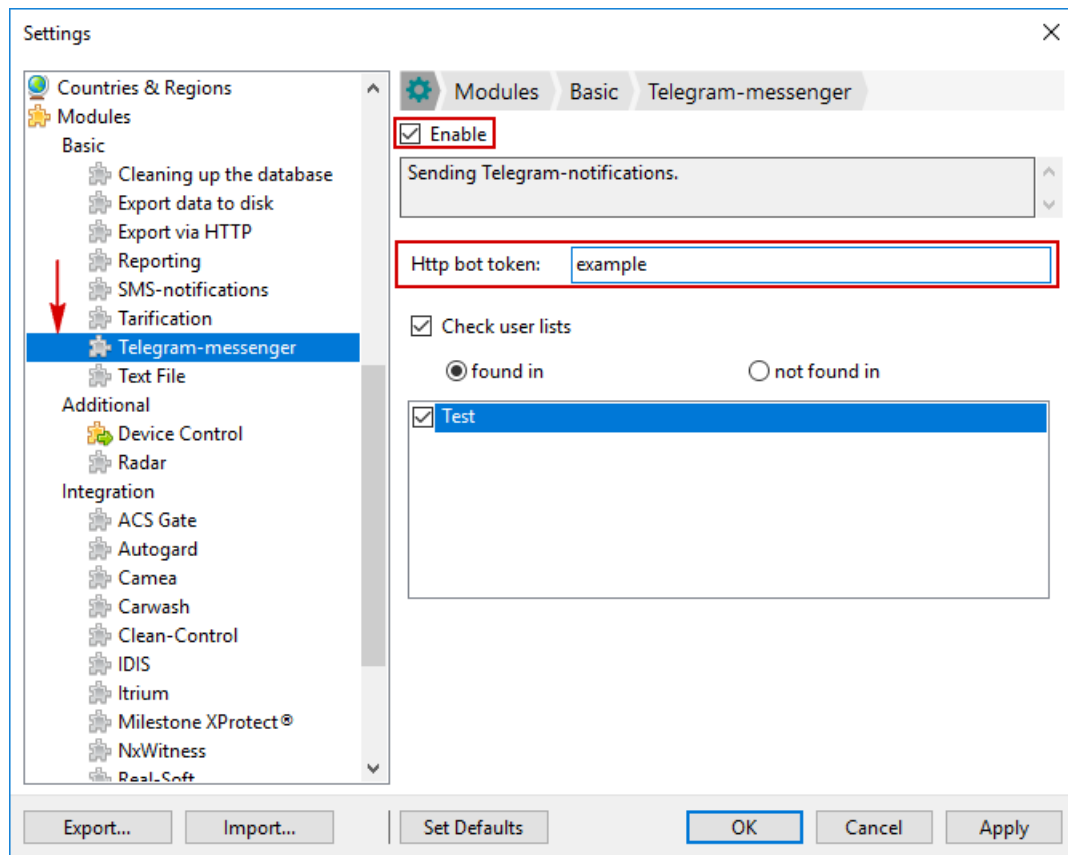 Settings
Countries & Regions
Modules
Basic
Cleaning up the database
Export data to disk
Export via HTTP
Reporting
SMS-notifications
Tarification
Telegram-messenger
Text File
Additional
Device Control
Radar
Integration
ACS Gate
Autogard
Camea
Carwash
Clean-Control
IDIS
Itrium
Milestone XProtect®
NxWitness
Real-Soft
Modules Basic Telegram-messenger
Enable
Sending Telegram-notifications.
Http bot token: example
Check user lists
found in not found in
Test
Export... Import... Set Defaults OK Cancel Apply